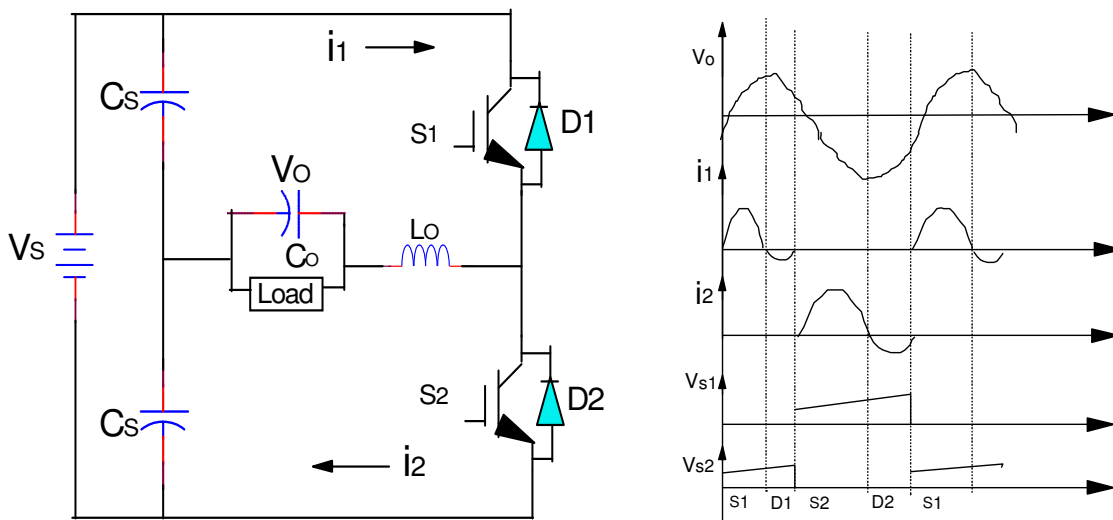 i1
CS
S1
D1
VO
LO
VS
CO
Load
S2
D2
CS
i2
Vo
i1
i2
Vs1
Vs2
S1 D1 S2 D2 S1